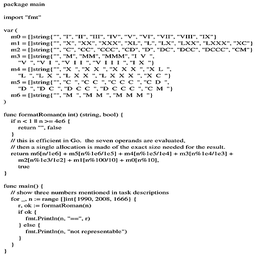 package main

import "fmt"

var (
    m0 = []string{"", "I", "II", "III", "IV", "V", "VI", "VII", "VIII", "IX"}
    m1 = []string{"", "X", "XX", "XXX", "XL", "L", "LX", "LXX", "LXXX", "XC"}
    m2 = []string{"", "C", "CC", "CCC", "CD", "D", "DC", "DCC", "DCCC", "CM"}
    m3 = []string{"", "M", "MM", "MMM", "I V ",
        "V ", "V I ", "V I I ", "V I I I ", "I X "}
    m4 = []string{"", "X ", "X X ", "X X X ", "X L ",
        "L ", "L X ", "L X X ", "L X X X ", "X C "}
    m5 = []string{"", "C ", "C C ", "C C C ", "C D ",
        "D ", "D C ", "D C C ", "D C C C ", "C M "}
    m6 = []string{"", "M ", "M M ", "M M M "}
)

func formatRoman(n int) (string, bool) {
    if n < 1 || n >= 4e6 {
        return "", false
    }
    // this is efficient in Go. the seven operands are evaluated,
    // then a single allocation is made of the exact size needed for the result.
    return m6[n/1e6] + m5[n%1e6/1e5] + m4[n%1e5/1e4] + m3[n%1e4/1e3] +
        m2[n%1e3/1e2] + m1[n%100/10] + m0[n%10],
        true
}

func main() {
    // show three numbers mentioned in task descriptions
    for _, n := range []int{1990, 2008, 1666} {
        r, ok := formatRoman(n)
        if ok {
            fmt.Println(n, "==", r)
        } else {
            fmt.Println(n, "not representable")
        }
    }
}